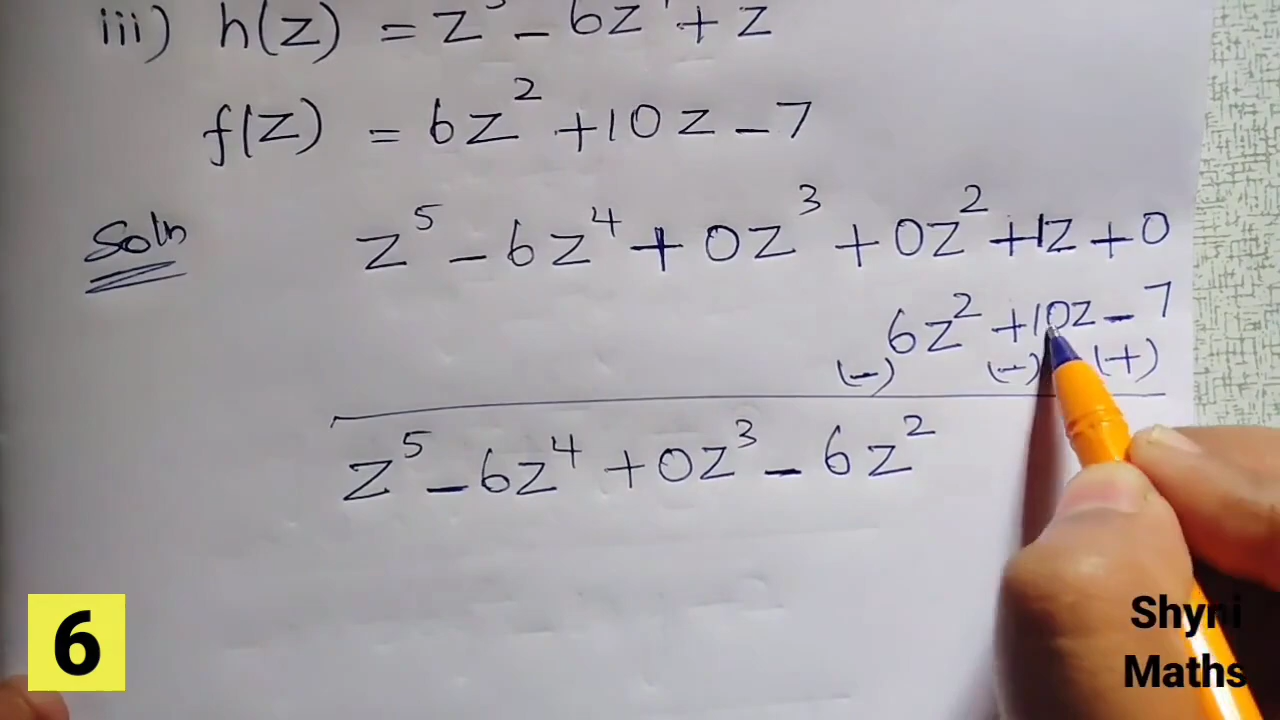 iii) h(z) = z⁵ - 6z⁴ + z
f(z) = 6z² + 10z - 7
Soln
z⁵ - 6z⁴ + 0z³ + 0z² + 1z + 0
6z² + 10z - 7
(-) (-) (+)
z⁵ - 6z⁴ + 0z³ - 6z²
6
Shyni
Maths